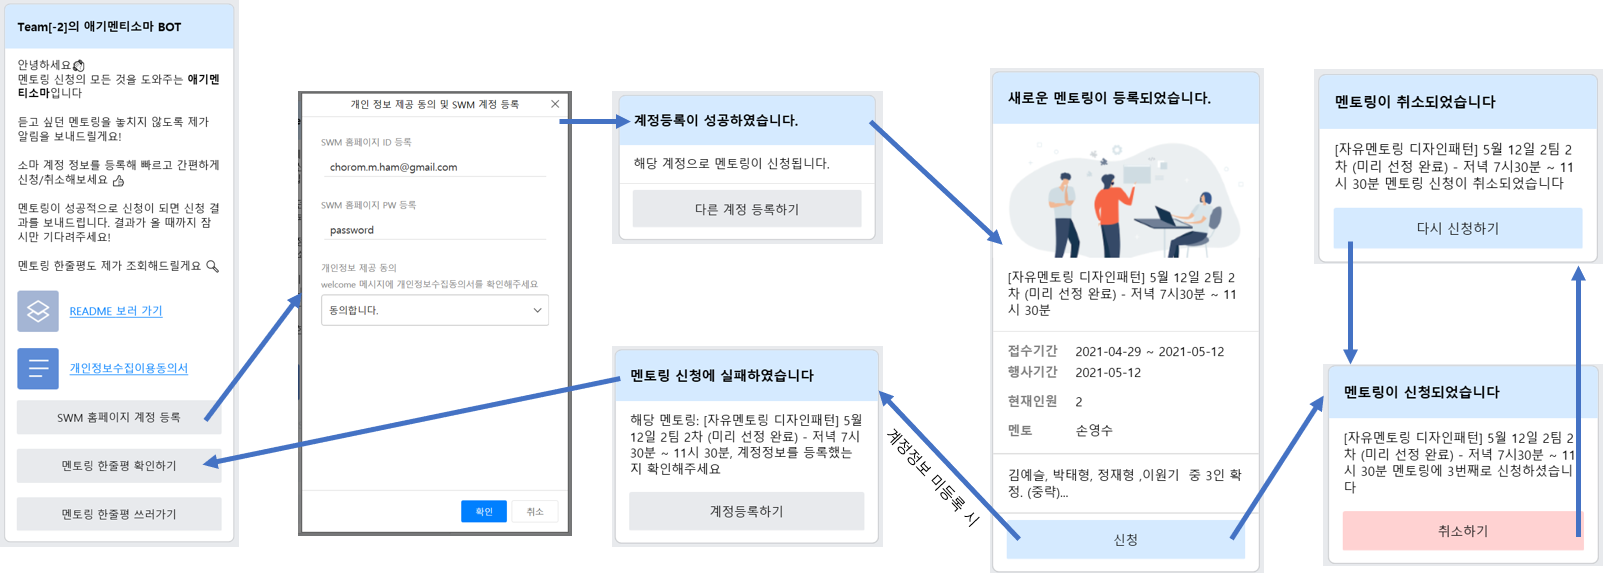 Team[-2]의 애기멘티소마 BOT
안녕하세요
멘토링 신청의 모든 것을 도와주는 애기멘
티소마입니다
듣고 싶던 멘토링을 놓치지 않도록 제가
알림을 보내드릴게요!
소마 계정 정보를 등록해 빠르고 간편하게
신청/취소해보세요
멘토링이 성공적으로 신청이 되면 신청 결
과를 보내드립니다. 결과가 올 때까지 잠
시만 기다려주세요!
멘토링 한줄평도 제가 조회해드릴게요
README 보러 가기
개인정보수집이용동의서
SWM 홈페이지 계정 등록
멘토링 한줄평 확인하기
멘토링 한줄평 쓰러가기
개인 정보 제공 동의 및 SWM 계정 등록
SWM 홈페이지 ID 등록
chorom.m.ham@gmail.com
SWM 홈페이지 PW 등록
password
개인정보 제공 동의
welcome 메시지에 개인정보수집동의서를 확인해주세요
동의합니다.
확인
취소
계정등록이 성공하였습니다.
해당 계정으로 멘토링이 신청됩니다.
다른 계정 등록하기
멘토링 신청에 실패하였습니다
해당 멘토링: [자유멘토링 디자인패턴] 5월
12일 2팀 2차 (미리 선정 완료) - 저녁 7시
30분 ~ 11시 30분, 계정정보를 등록했는
지 확인해주세요
계정등록하기
계정정보 미등록 시
새로운 멘토링이 등록되었습니다.
[자유멘토링 디자인패턴] 5월 12일 2팀 2
차 (미리 선정 완료) - 저녁 7시30분 ~ 11
시 30분
접수기간 2021-04-29 ~ 2021-05-12
행사기간 2021-05-12
현재인원 2
멘토 손영수
김예슬, 박태형, 정재형 ,이원기 중 3인 확
정. (중략)...
신청
멘토링이 취소되었습니다
[자유멘토링 디자인패턴] 5월 12일 2팀 2
차 (미리 선정 완료) - 저녁 7시30분 ~ 11
시 30분 멘토링 신청이 취소되었습니다
다시 신청하기
멘토링이 신청되었습니다
[자유멘토링 디자인패턴] 5월 12일 2팀 2
차 (미리 선정 완료) - 저녁 7시30분 ~ 11
시 30분 멘토링에 3번째로 신청하셨습니
다
취소하기